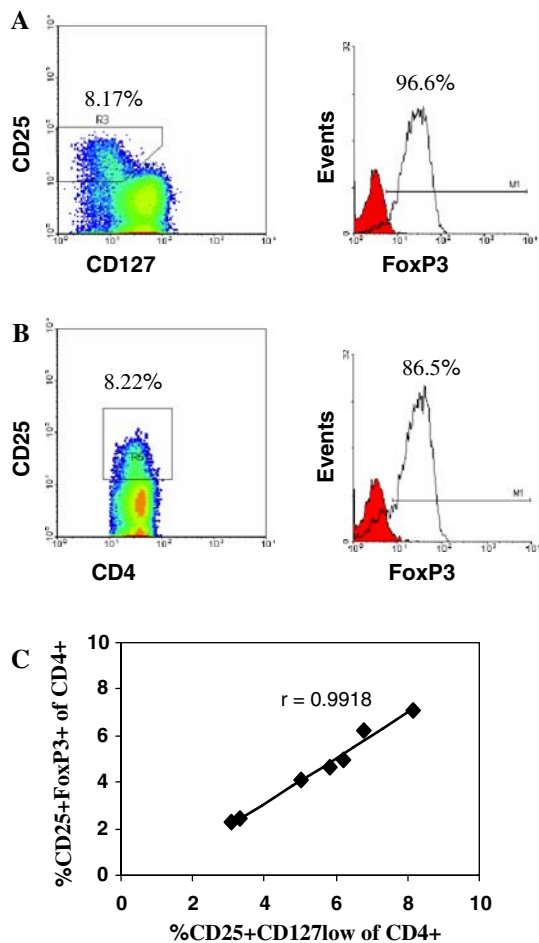 A
8.17%
R3
CD25
CD127
96.6%
32
Events
M1
FoxP3
B
8.22%
CD25
CD4
86.5%
32
Events
M1
FoxP3
C
r = 0.9918
10
8
6
4
2
0
%CD25+FoxP3+ of CD4+
0 2 4 6 8 10
%CD25+CD127low of CD4+